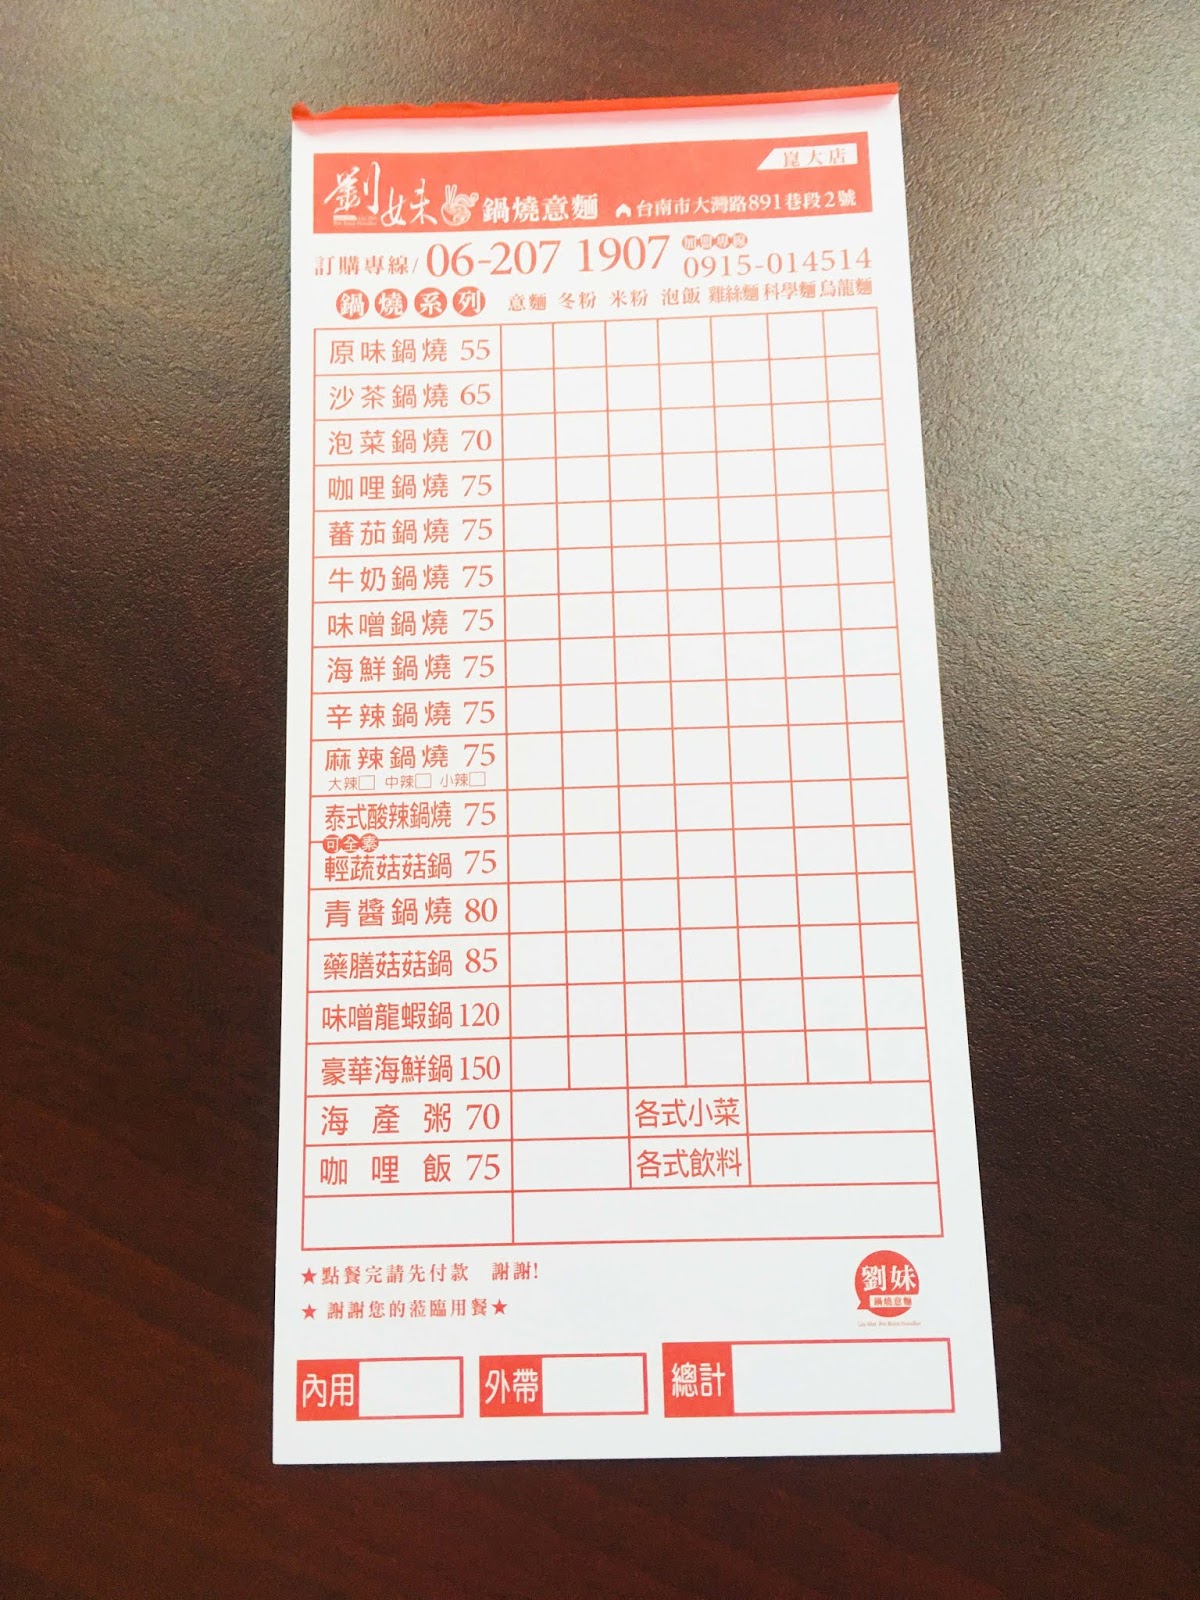 崑大店
劉妹 鍋燒意麵 台南市大灣路891巷段2號
訂購專線/06-207 1907 加盟專線 0915-014514
鍋燒系列 意麵 冬粉 米粉 泡飯 雞絲麵 科學麵 烏龍麵
原味鍋燒 55
沙茶鍋燒 65
泡菜鍋燒 70
咖哩鍋燒 75
蕃茄鍋燒 75
牛奶鍋燒 75
味噌鍋燒 75
海鮮鍋燒 75
辛辣鍋燒 75
麻辣鍋燒 75
大辣□ 中辣□ 小辣□
泰式酸辣鍋燒 75
可全素
輕蔬菇菇鍋 75
青醬鍋燒 80
藥膳菇菇鍋 85
味噌龍蝦鍋 120
豪華海鮮鍋 150
海產粥 70 各式小菜
咖哩飯 75 各式飲料
★點餐完請先付款 謝謝!
★謝謝您的蒞臨用餐★
劉妹
鍋燒意麵
內用 外帶 總計